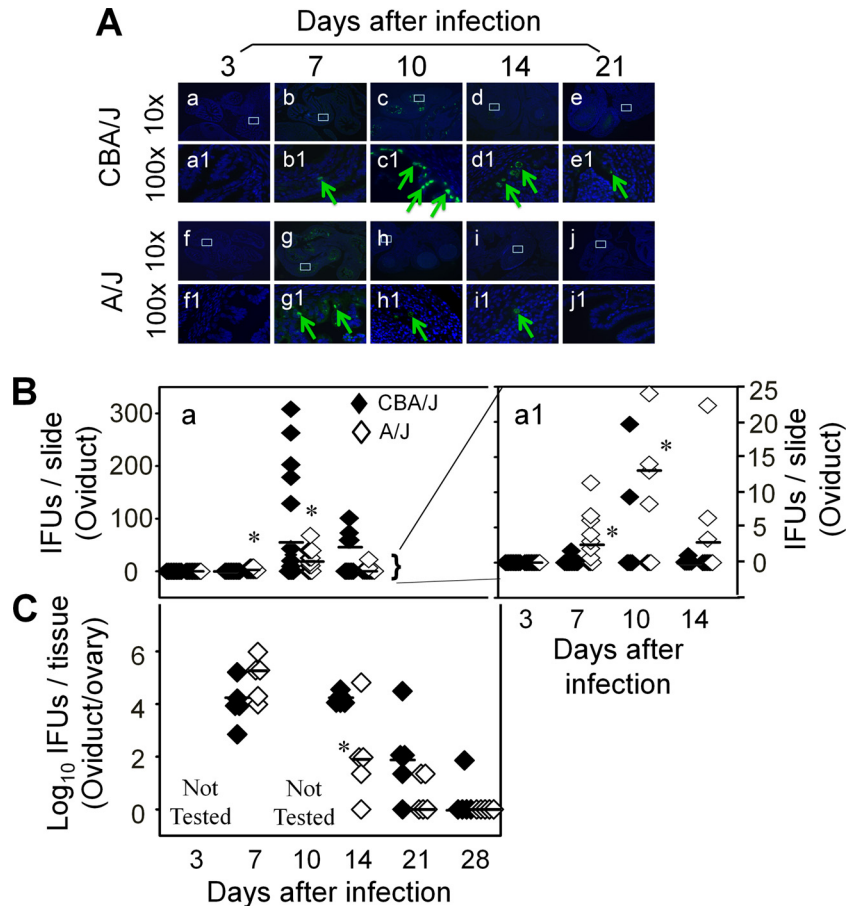 A
Days after infection
3 7 10 14 21
CBA/J
10x
a b c d e
100x
a1 b1 c1 d1 e1
A/J
10x
f g h i j
100x
f1 g1 h1 i1 j1
B
IFUs / slide
(Oviduct)
300
200
100
0
a
CBA/J
A/J
*
*
}
a1
*
*
25
20
15
10
5
0
IFUs / slide
(Oviduct)
3 7 10 14
Days after
infection
C
Log10 IFUs / tissue
(Oviduct/ovary)
6
4
2
0
Not
Tested
Not
Tested
*
3 7 10 14 21 28
Days after infection